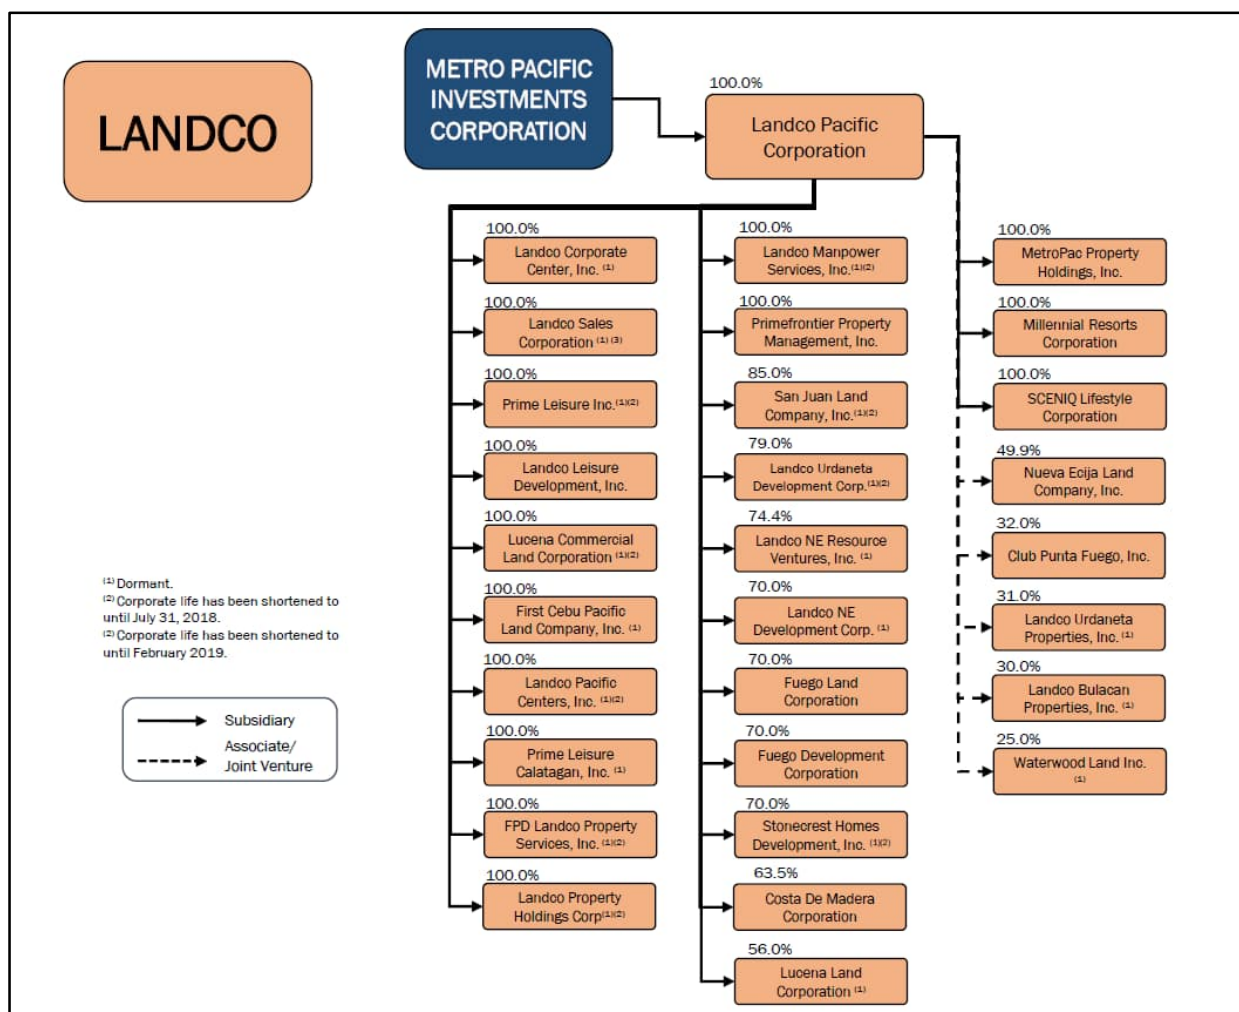 LANDCO
METRO PACIFIC
INVESTMENTS
CORPORATION
100.0%
Landco Pacific
Corporation
100.0%
Landco Corporate
Center, Inc. (1)
100.0%
Landco Sales
Corporation (1) (3)
100.0%
Prime Leisure Inc.(1)(2)
100.0%
Landco Leisure
Development, Inc.
100.0%
Lucena Commercial
Land Corporation (1)(2)
100.0%
First Cebu Pacific
Land Company, Inc. (1)
100.0%
Landco Pacific
Centers, Inc. (1)(2)
100.0%
Prime Leisure
Calatagan, Inc. (1)
100.0%
FPD Landco Property
Services, Inc. (1)(2)
100.0%
Landco Property
Holdings Corp(1)(2)
100.0%
Landco Manpower
Services, Inc.(1)(2)
100.0%
Primefrontier Property
Management, Inc.
85.0%
San Juan Land
Company, Inc.(1)(2)
79.0%
Landco Urdaneta
Development Corp.(1)(2)
74.4%
Landco NE Resource
Ventures, Inc. (1)
70.0%
Landco NE
Development Corp. (1)
70.0%
Fuego Land
Corporation
70.0%
Fuego Development
Corporation
70.0%
Stonecrest Homes
Development, Inc. (1)(2)
63.5%
Costa De Madera
Corporation
56.0%
Lucena Land
Corporation (1)
100.0%
MetroPac Property
Holdings, Inc.
100.0%
Millennial Resorts
Corporation
100.0%
SCENIQ Lifestyle
Corporation
49.9%
Nueva Ecija Land
Company, Inc.
32.0%
Club Punta Fuego, Inc.
31.0%
Landco Urdaneta
Properties, Inc. (1)
30.0%
Landco Bulacan
Properties, Inc. (1)
25.0%
Waterwood Land Inc.
(1)
(1) Dormant.
(2) Corporate life has been shortened to
until July 31, 2018.
(2) Corporate life has been shortened to
until February 2019.
Subsidiary
Associate/
Joint Venture